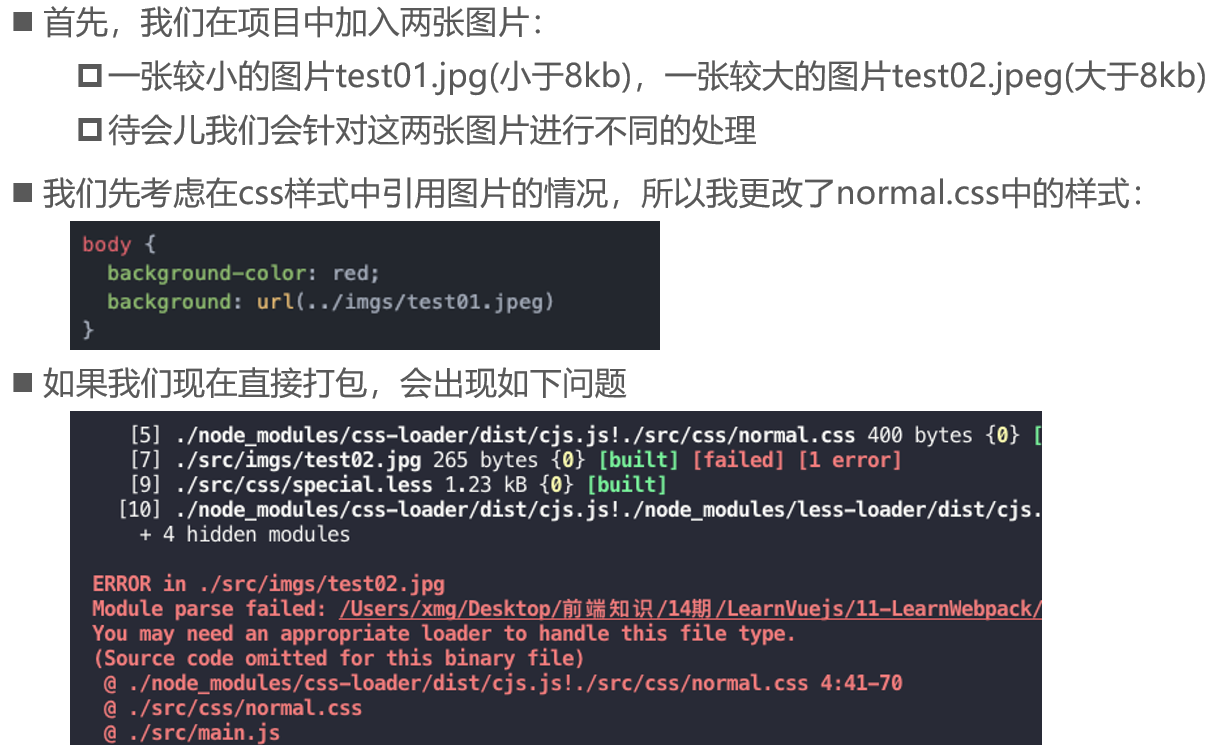 首先，我们在项目中加入两张图片：
一张较小的图片test01.jpg(小于8kb)，一张较大的图片test02.jpeg(大于8kb)
待会儿我们会针对这两张图片进行不同的处理
我们先考虑在css样式中引用图片的情况，所以我更改了normal.css中的样式：
body {
  background-color: red;
  background: url(../imgs/test01.jpeg)
}
如果我们现在直接打包，会出现如下问题
[5] ./node_modules/css-loader/dist/cjs.js!./src/css/normal.css 400 bytes {0} [
[7] ./src/imgs/test02.jpg 265 bytes {0} [built] [failed] [1 error]
[9] ./src/css/special.less 1.23 kB {0} [built]
[10] ./node_modules/css-loader/dist/cjs.js!./node_modules/less-loader/dist/cjs.
+ 4 hidden modules
ERROR in ./src/imgs/test02.jpg
Module parse failed: /Users/xmg/Desktop/前端知识/14期/LearnVuejs/11-LearnWebpack/
You may need an appropriate loader to handle this file type.
(Source code omitted for this binary file)
@ ./node_modules/css-loader/dist/cjs.js!./src/css/normal.css 4:41-70
@ ./src/css/normal.css
@ ./src/main.js